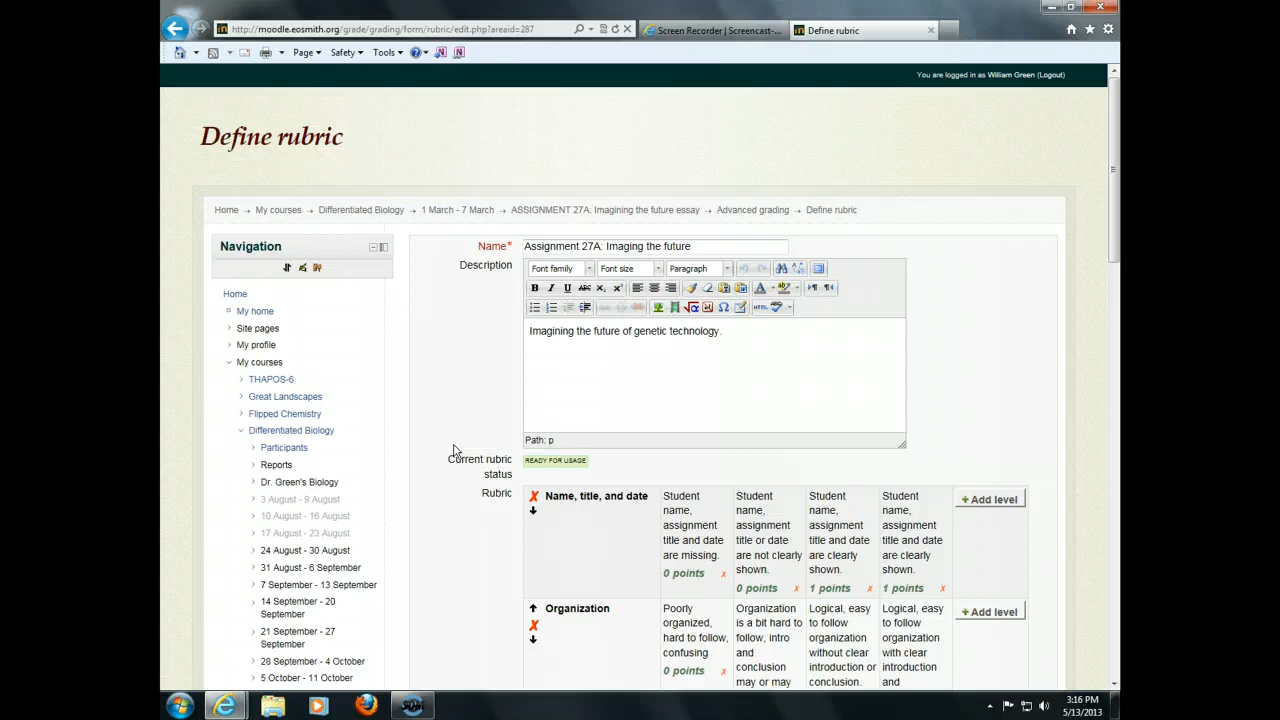 http://moodle.eosmith.org/grade/grading/form/rubric/edit.php?areaid=287
Screen Recorder | Screencast-...
Define rubric
Page
Safety
Tools
You are logged in as William Green (Logout)
Define rubric
Home → My courses → Differentiated Biology → 1 March - 7 March → ASSIGNMENT 27A: Imagining the future essay → Advanced grading → Define rubric
Navigation
Home
My home
Site pages
My profile
My courses
THAPOS-6
Great Landscapes
Flipped Chemistry
Differentiated Biology
Participants
Reports
Dr. Green's Biology
3 August - 9 August
10 August - 16 August
17 August - 23 August
24 August - 30 August
31 August - 6 September
7 September - 13 September
14 September - 20
September
21 September - 27
September
28 September - 4 October
5 October - 11 October
Name* Assignment 27A: Imaging the future
Description
Font family Font size Paragraph
B I U ABC x₂ x²
HTML
Imagining the future of genetic technology.
Path: p
Current rubric
status
READY FOR USAGE
Rubric
Name, title, and date
Student
name,
assignment
title and date
are missing.
0 points
Student
name,
assignment
title or date
are not clearly
shown.
0 points
Student
name,
assignment
title and date
are clearly
shown.
1 points
Student
name,
assignment
title and date
are clearly
shown.
1 points
+ Add level
Organization
Poorly
organized,
hard to follow,
confusing
0 points
Organization
is a bit hard to
follow, intro
and
conclusion
may or may
Logical, easy
to follow
organization
without clear
introduction or
conclusion.
Logical, easy
to follow
organization
with clear
introduction
and
+ Add level
3:16 PM
5/13/2013